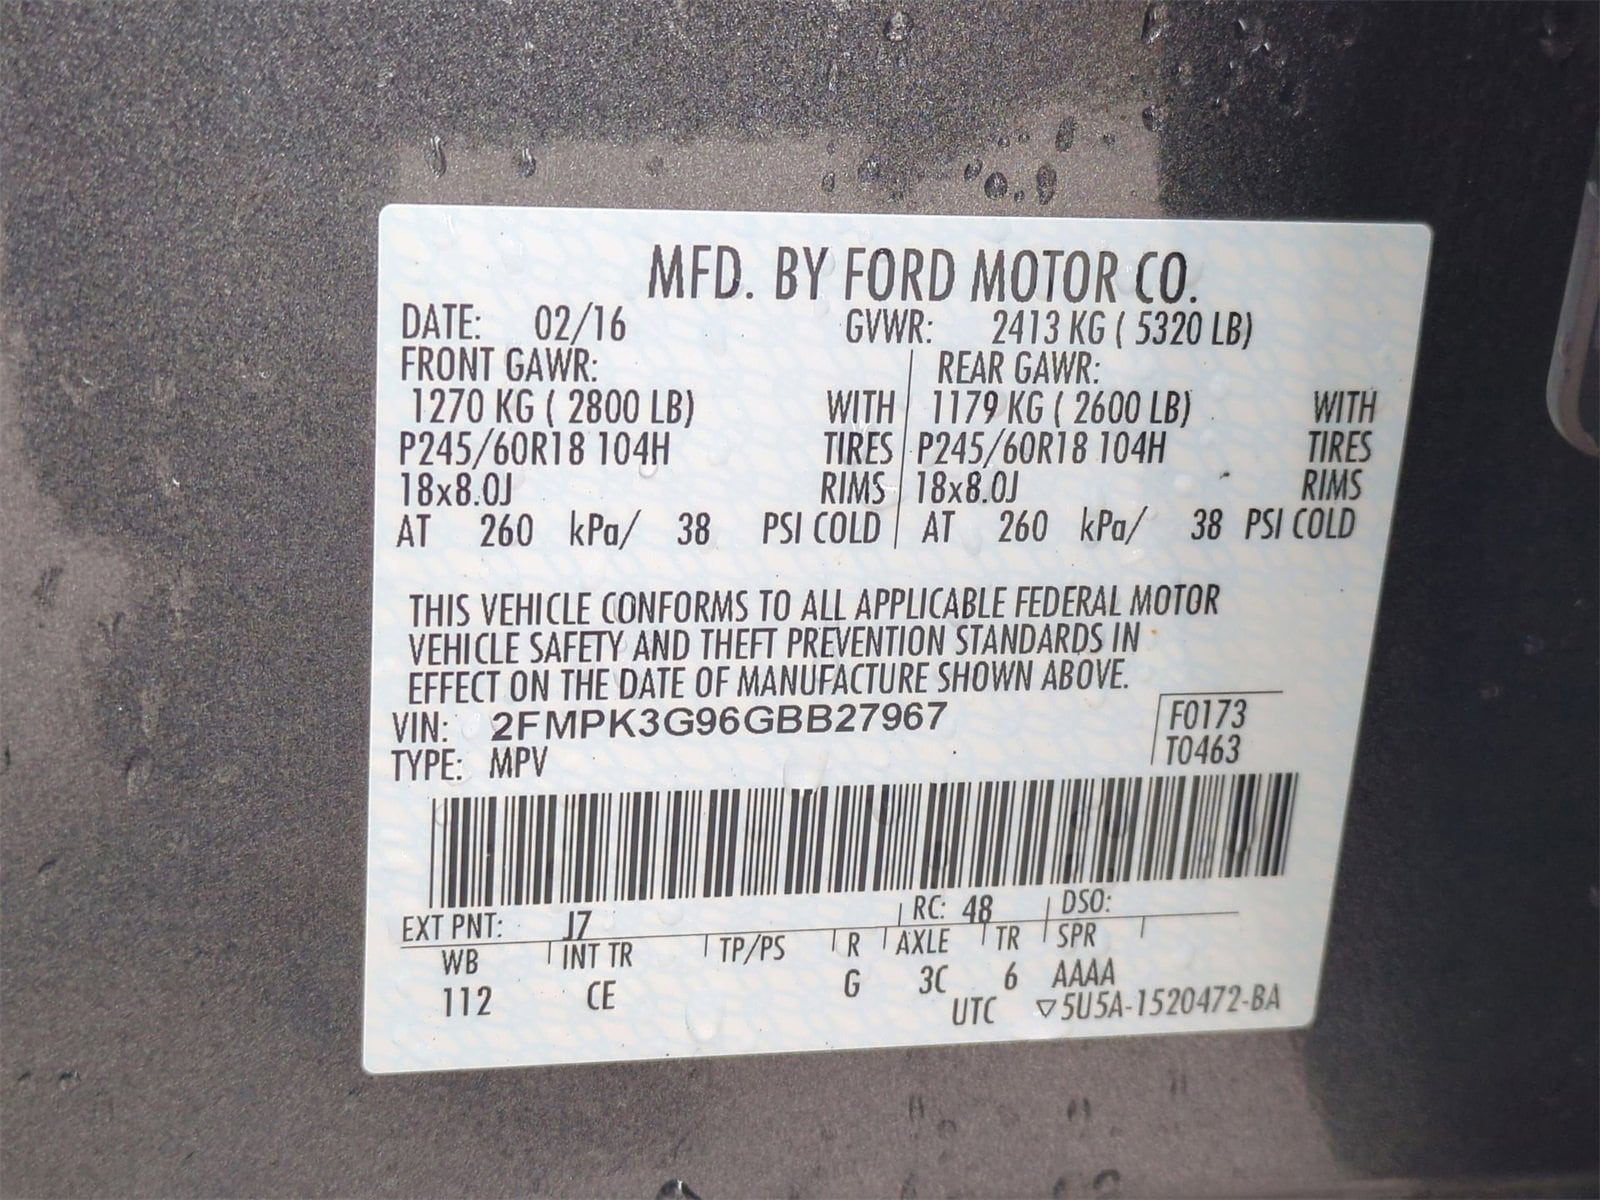 MFD. BY FORD MOTOR CO.
DATE: 02/16 GVWR: 2413 KG ( 5320 LB)
FRONT GAWR: REAR GAWR:
1270 KG ( 2800 LB) WITH 1179 KG ( 2600 LB) WITH
P245/60R18 104H TIRES P245/60R18 104H TIRES
18x8.0J RIMS 18x8.0J RIMS
AT 260 kPa/ 38 PSI COLD AT 260 kPa/ 38 PSI COLD
THIS VEHICLE CONFORMS TO ALL APPLICABLE FEDERAL MOTOR
VEHICLE SAFETY AND THEFT PREVENTION STANDARDS IN
EFFECT ON THE DATE OF MANUFACTURE SHOWN ABOVE.
VIN: 2FMPK3G96GBB27967 F0173
TYPE: MPV T0463
EXT PNT: J7 RC: 48 DSO:
WB INT TR TP/PS R AXLE TR SPR
112 CE G 3C 6 AAAA
UTC ▽5U5A-1520472-BA